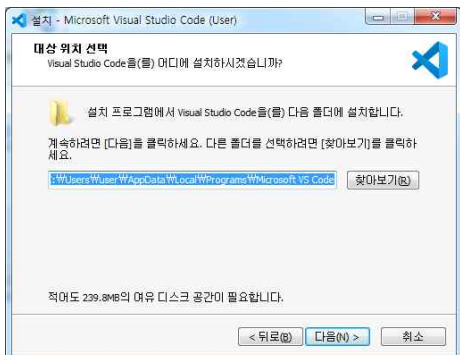 설치 - Microsoft Visual Studio Code (User)
대상 위치 선택
Visual Studio Code을(를) 어디에 설치하시겠습니까?
설치 프로그램에서 Visual Studio Code을(를) 다음 폴더에 설치합니다.
계속하려면 [다음]을 클릭하세요. 다른 폴더를 선택하려면 [찾아보기]를 클릭하
세요.
:₩Users₩user₩AppData₩Local₩Programs₩Microsoft VS Code 찾아보기(R)
적어도 239.8MB의 여유 디스크 공간이 필요합니다.
< 뒤로(B) 다음(N) > 취소